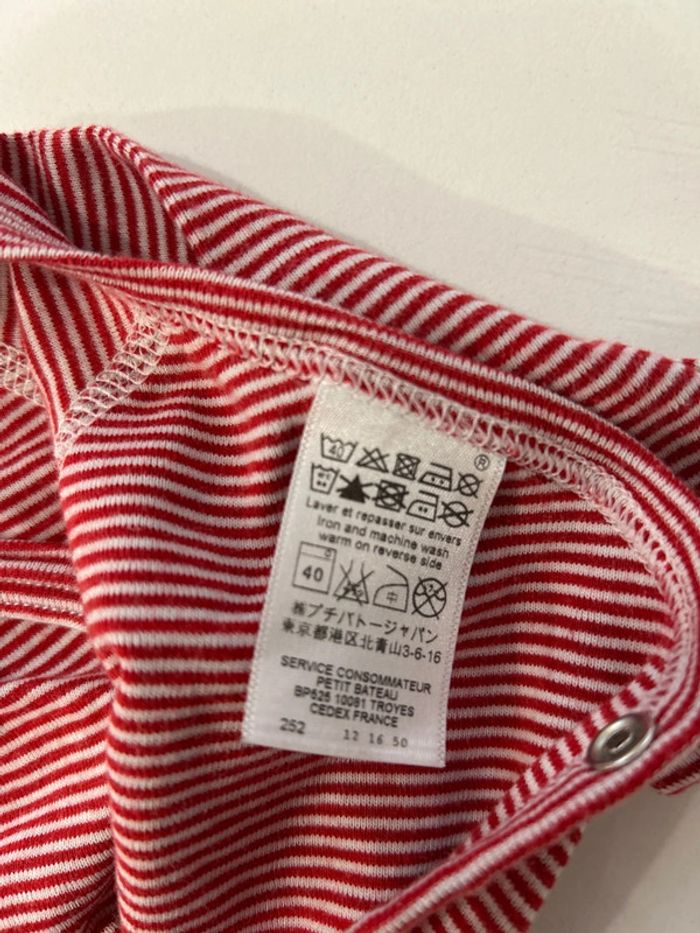 40
®
Laver et repasser sur envers
Iron and machine wash
warm on reverse side
40 中
㈱プチバトージャパン
東京都港区北青山3-6-16
SERVICE CONSOMMATEUR
PETIT BATEAU
BP525 10081 TROYES
CEDEX FRANCE
252 12 16 50